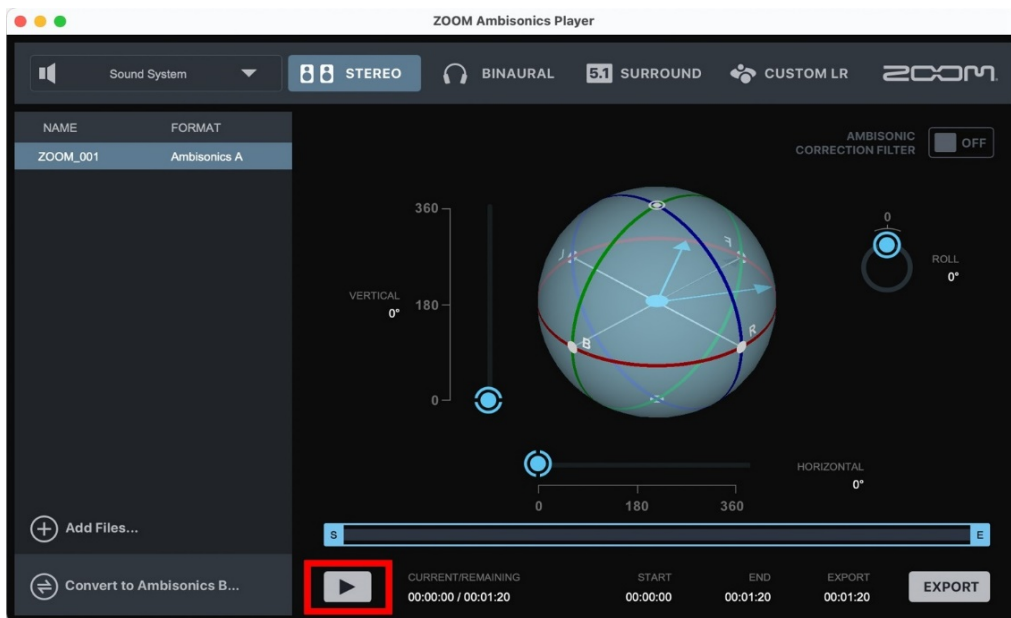 ZOOM Ambisonics Player
Sound System
STEREO
BINAURAL
5.1 SURROUND
CUSTOM LR
ZOOM
NAME FORMAT
ZOOM_001 Ambisonics A
AMBISONIC
CORRECTION FILTER
OFF
360
VERTICAL
0°
180
0
L
F
B
R
0
ROLL
0°
HORIZONTAL
0°
0 180 360
Add Files...
S E
Convert to Ambisonics B...
CURRENT/REMAINING START END EXPORT
00:00:00 / 00:01:20 00:00:00 00:01:20 00:01:20
EXPORT